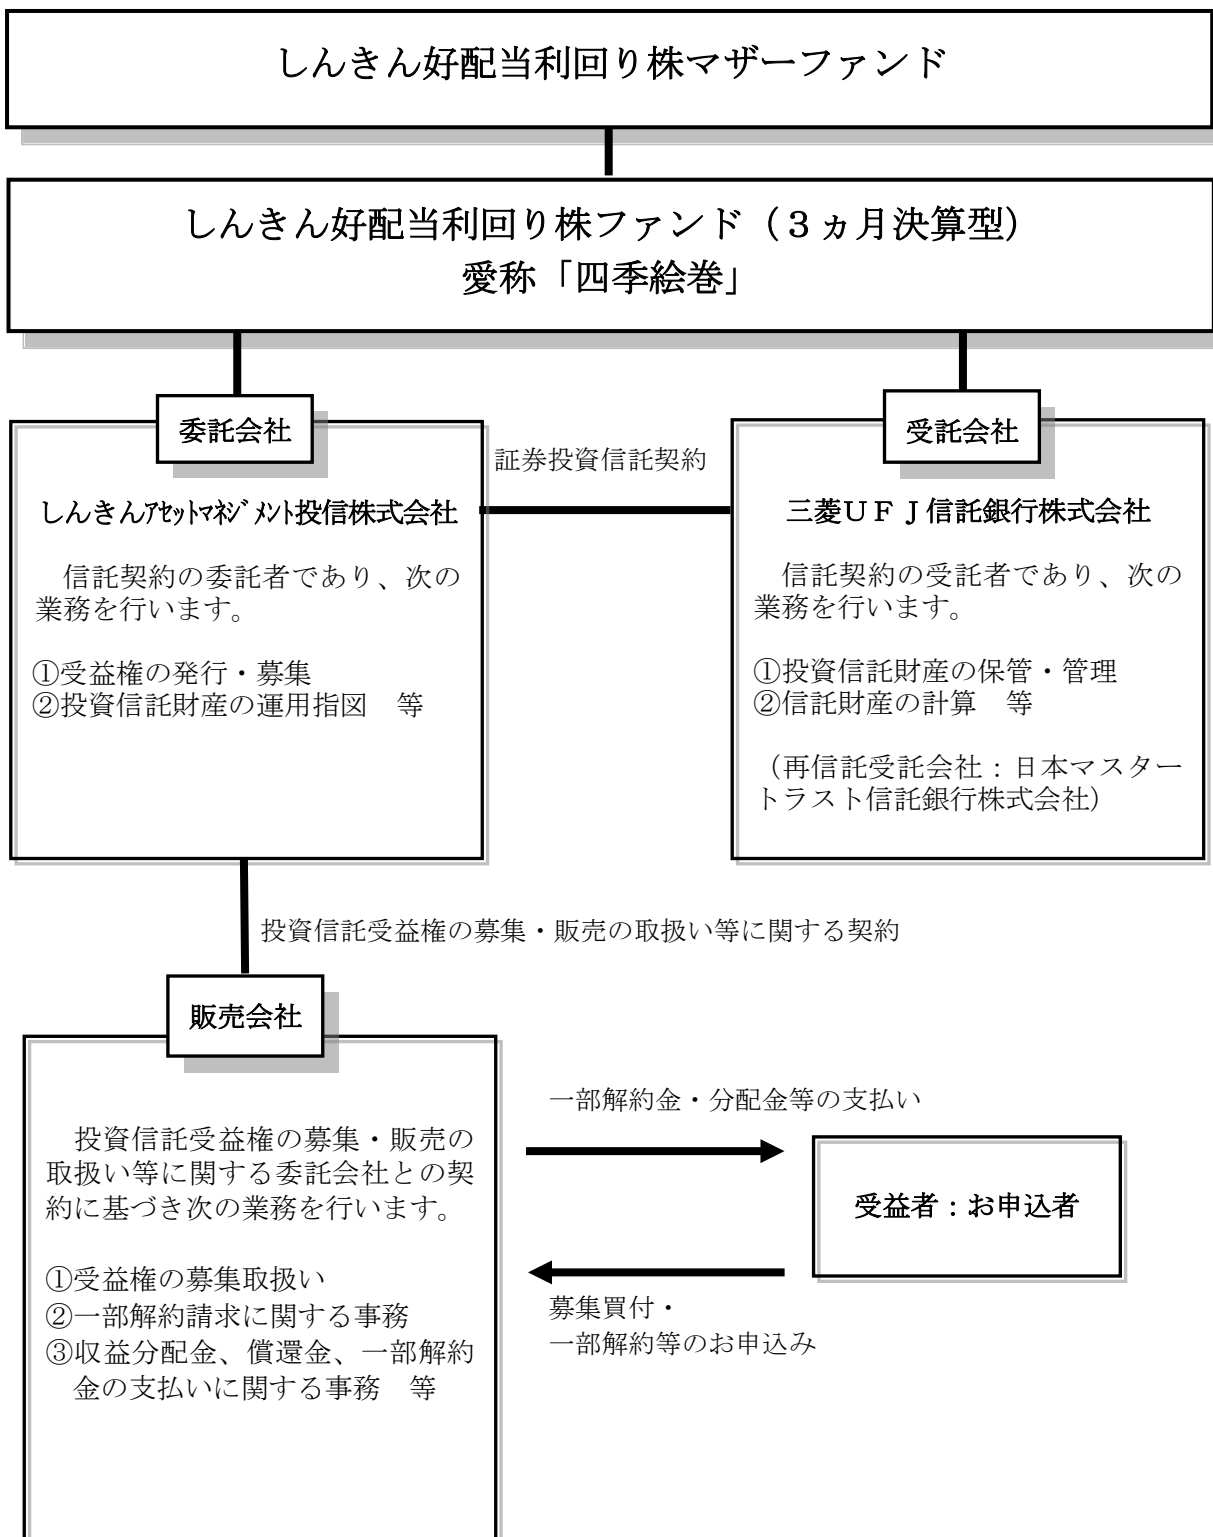 しんきん好配当利回り株マザーファンド
しんきん好配当利回り株ファンド（３ヵ月決算型）
愛称「四季絵巻」
委託会社
しんきんｱｾｯﾄﾏﾈｼﾞﾒﾝﾄ投信株式会社
信託契約の委託者であり、次の
業務を行います。
①受益権の発行・募集
②投資信託財産の運用指図　等
証券投資信託契約
受託会社
三菱ＵＦＪ信託銀行株式会社
信託契約の受託者であり、次の
業務を行います。
①投資信託財産の保管・管理
②信託財産の計算　等
（再信託受託会社：日本マスター
トラスト信託銀行株式会社）
投資信託受益権の募集・販売の取扱い等に関する契約
販売会社
投資信託受益権の募集・販売の
取扱い等に関する委託会社との契
約に基づき次の業務を行います。
①受益権の募集取扱い
②一部解約請求に関する事務
③収益分配金、償還金、一部解約
金の支払いに関する事務　等
一部解約金・分配金等の支払い
受益者：お申込者
募集買付・
一部解約等のお申込み